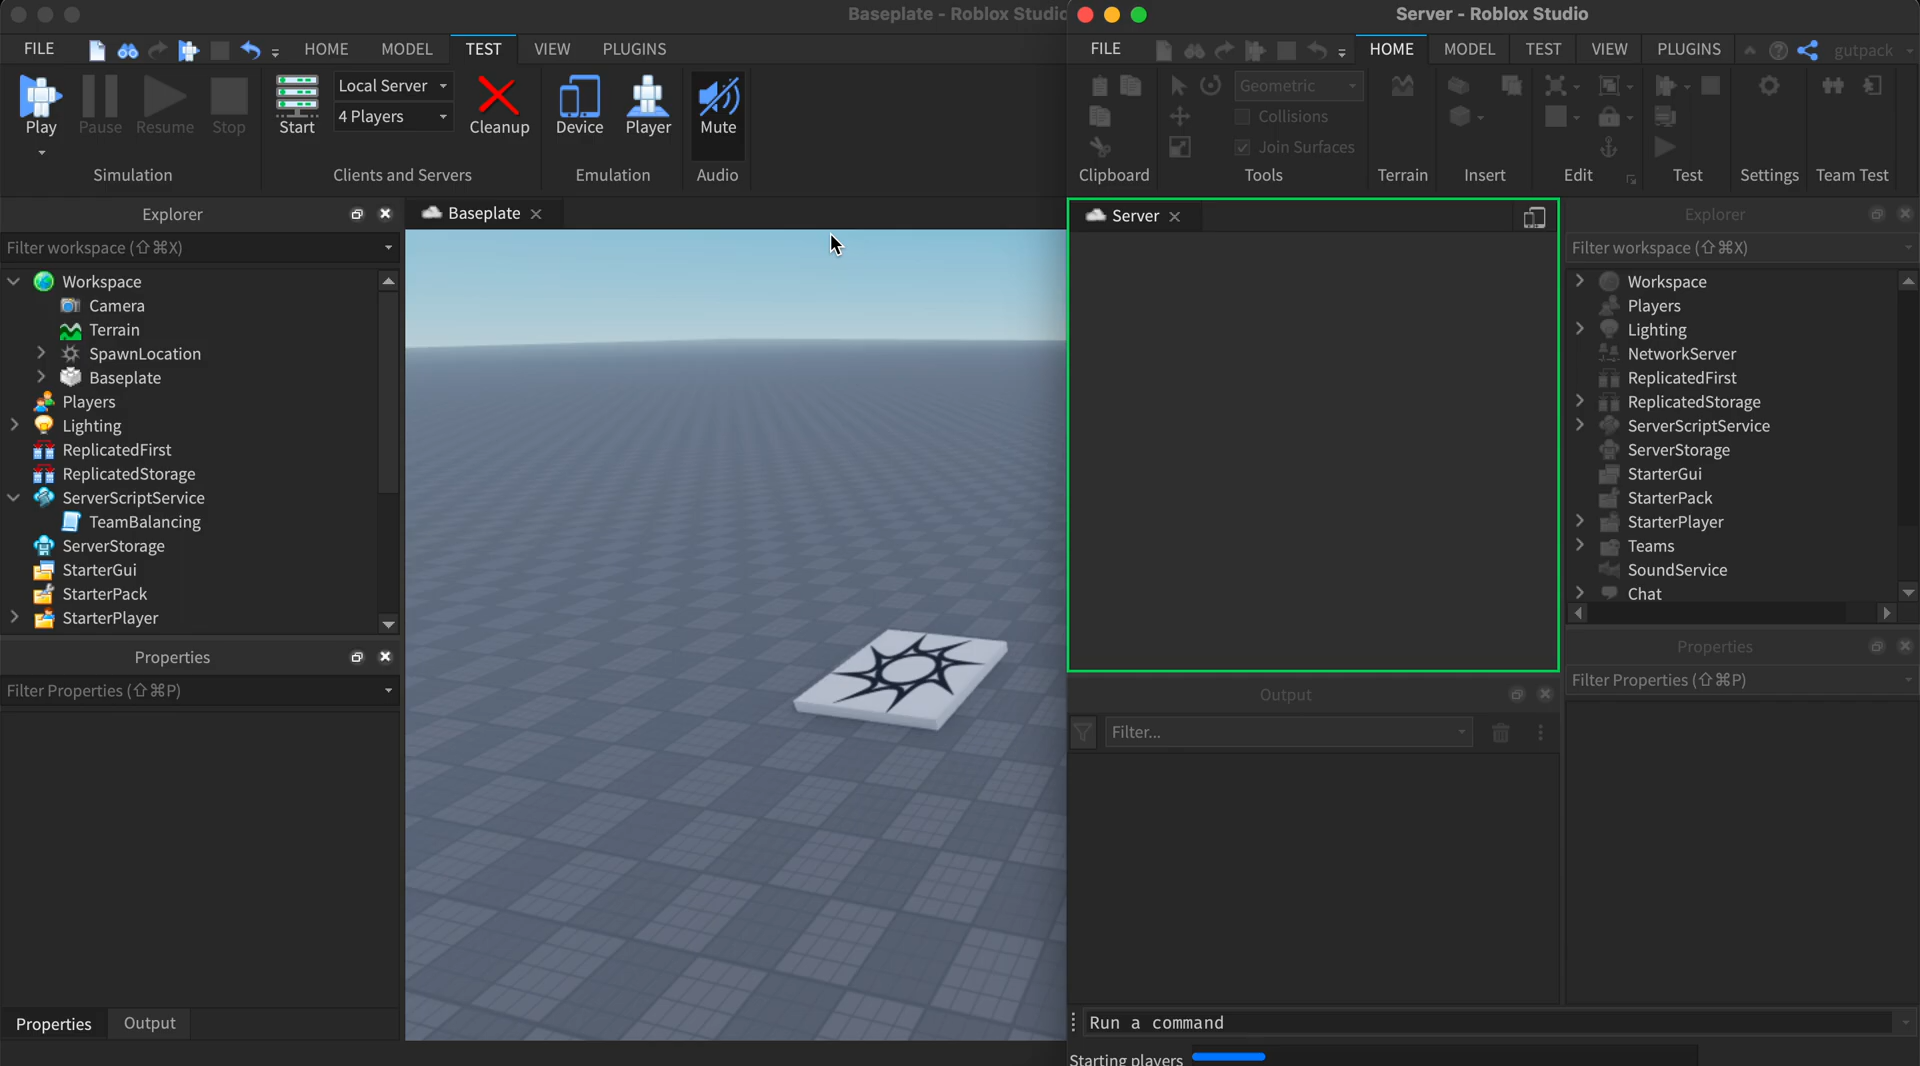 Baseplate - Roblox Studio
FILE
HOME
MODEL
TEST
VIEW
PLUGINS
Play
Pause
Resume
Stop
Simulation
Start
Local Server
4 Players
Cleanup
Clients and Servers
Device
Player
Emulation
Mute
Audio
Explorer
Filter workspace (⇧⌘X)
Workspace
Camera
Terrain
SpawnLocation
Baseplate
Players
Lighting
ReplicatedFirst
ReplicatedStorage
ServerScriptService
TeamBalancing
ServerStorage
StarterGui
StarterPack
StarterPlayer
Properties
Filter Properties (⇧⌘P)
Properties
Output
Baseplate
Server - Roblox Studio
FILE
HOME
MODEL
TEST
VIEW
PLUGINS
gutpack
Clipboard
Geometric
Collisions
Join Surfaces
Tools
Terrain
Insert
Edit
Test
Settings
Team Test
Server
Output
Filter...
Explorer
Filter workspace (⇧⌘X)
Workspace
Players
Lighting
NetworkServer
ReplicatedFirst
ReplicatedStorage
ServerScriptService
ServerStorage
StarterGui
StarterPack
StarterPlayer
Teams
SoundService
Chat
Properties
Filter Properties (⇧⌘P)
Run a command
Starting players